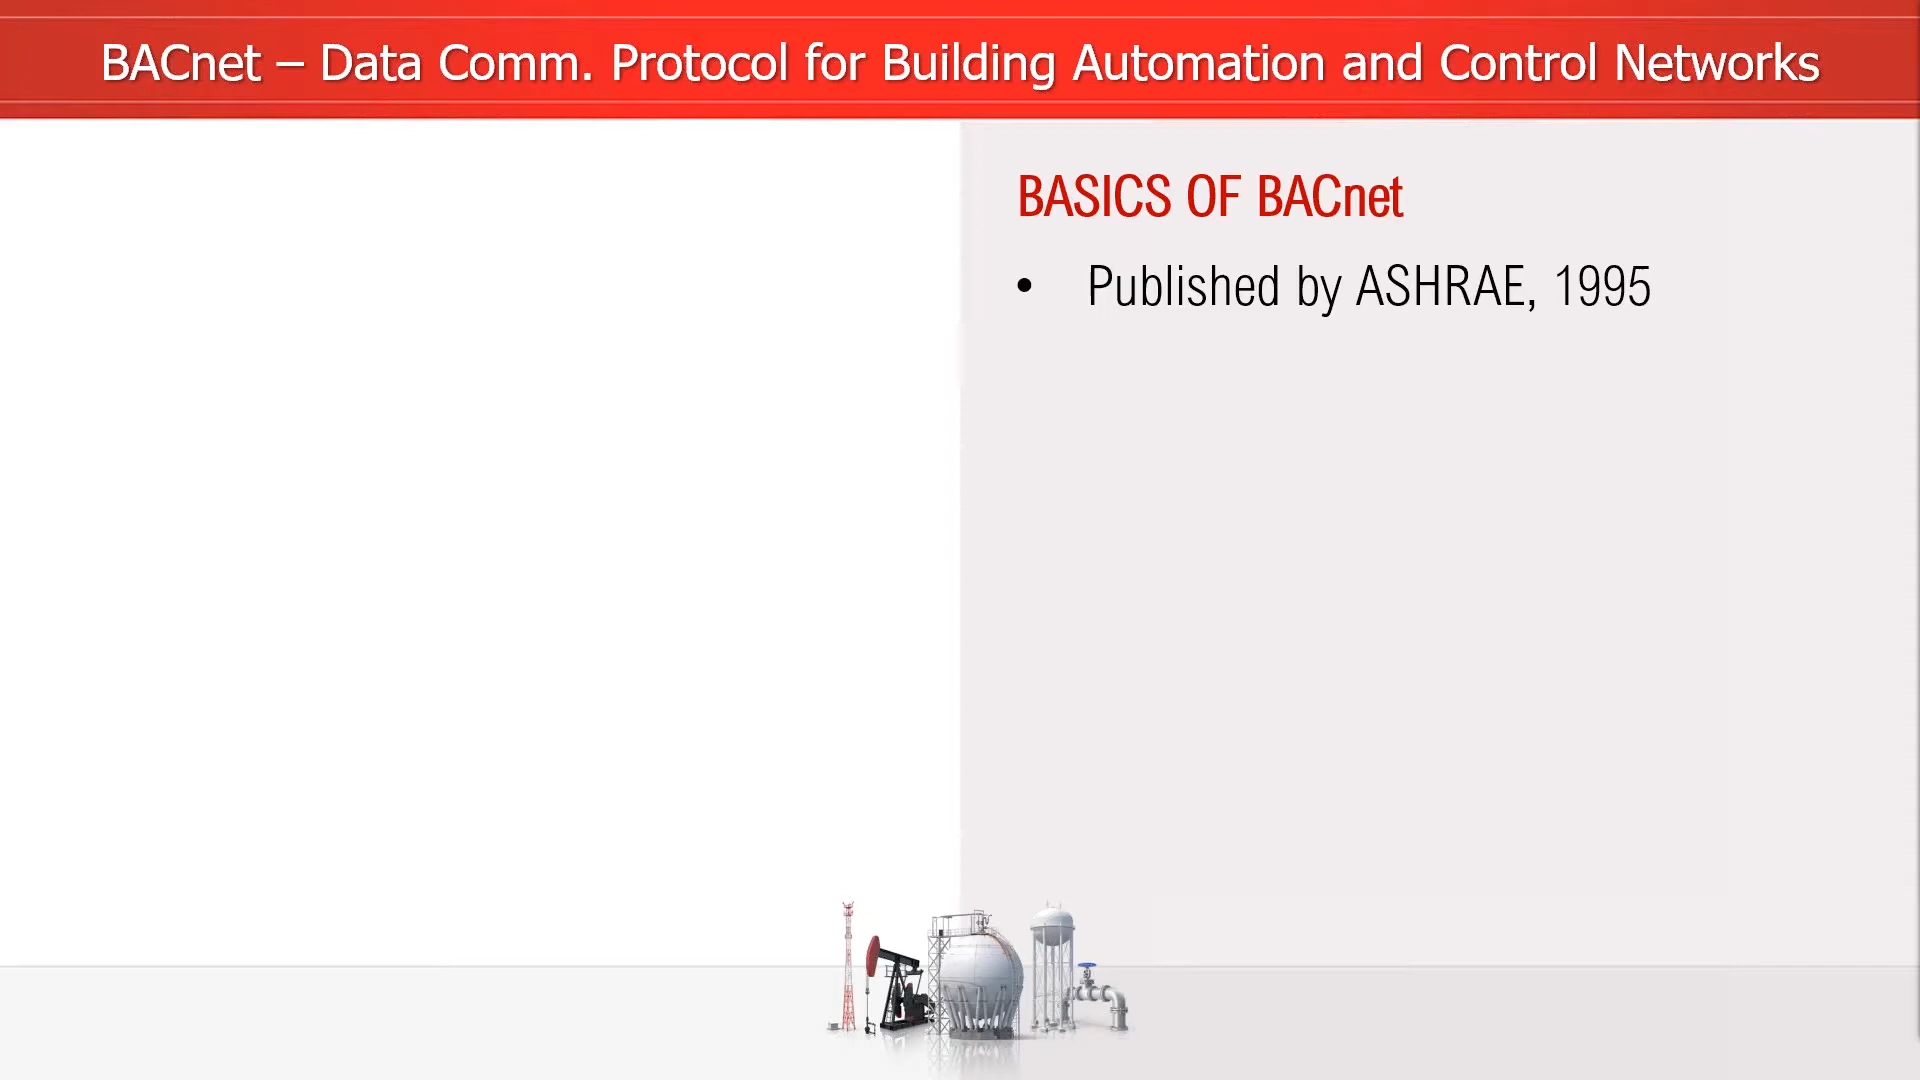 BACnet – Data Comm. Protocol for Building Automation and Control Networks
BASICS OF BACnet
• Published by ASHRAE, 1995